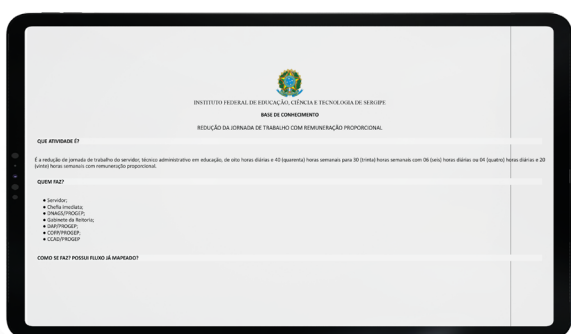 INSTITUTO FEDERAL DE EDUCAÇÃO, CIÊNCIA E TECNOLOGIA DE SERGIPE
BASE DE CONHECIMENTO
REDUÇÃO DA JORNADA DE TRABALHO COM REMUNERAÇÃO PROPORCIONAL
QUE ATIVIDADE É?
É a redução de jornada de trabalho do servidor, técnico administrativo em educação, de oito horas diárias e 40 (quarenta) horas semanais para 30 (trinta) horas semanais com 06 (seis) horas diárias ou 04 (quatro) horas diárias e 20
(vinte) horas semanais com remuneração proporcional.
QUEM FAZ?
● Servidor;
● Chefia imediata;
● DNAGS/PROGEP;
● Gabinete da Reitoria;
● DAP/PROGEP;
● COFP/PROGEP;
● CCAD/PROGEP
COMO SE FAZ? POSSUI FLUXO JÁ MAPEADO?